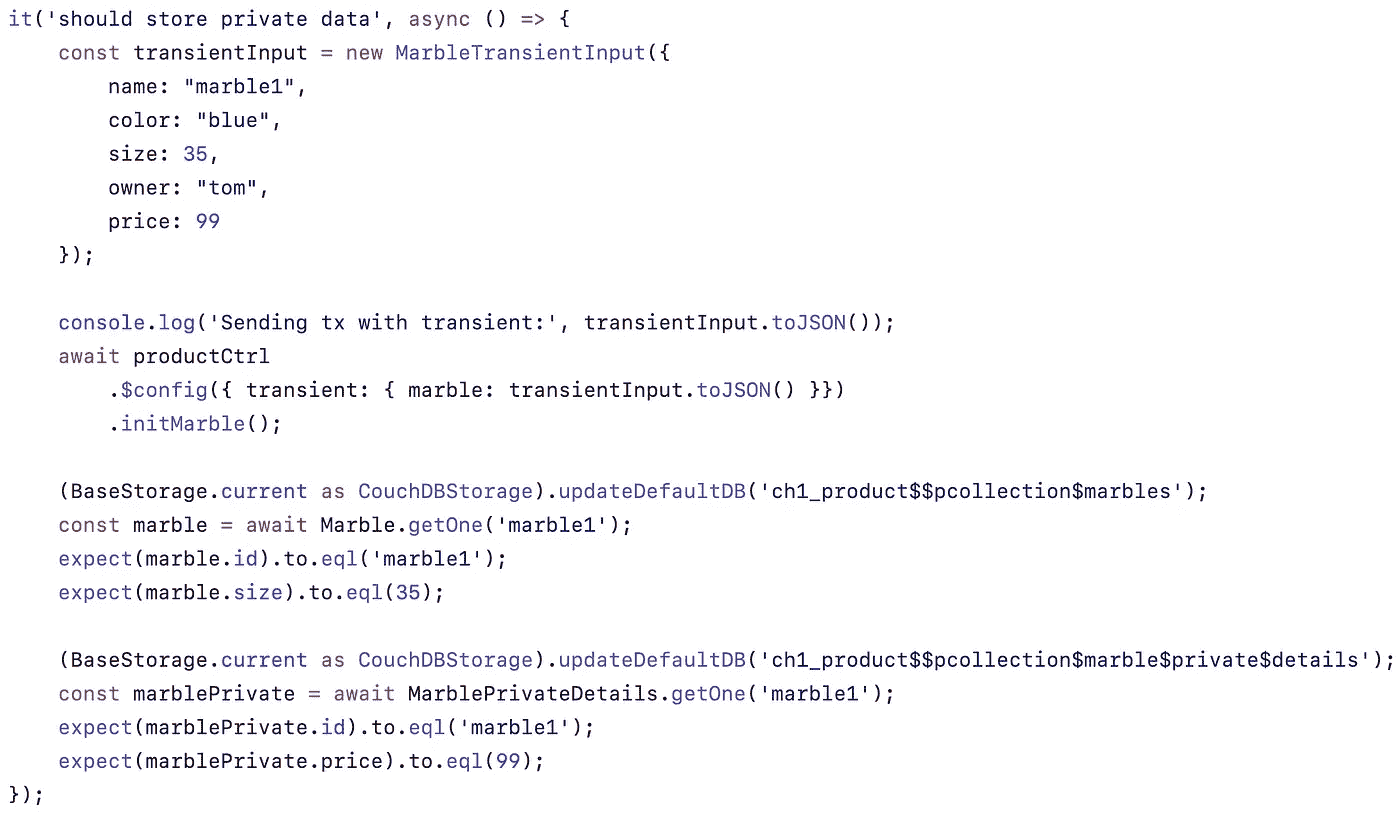 it('should store private data', async () => {
    const transientInput = new MarbleTransientInput({
        name: "marble1",
        color: "blue",
        size: 35,
        owner: "tom",
        price: 99
    });

    console.log('Sending tx with transient:', transientInput.toJSON());
    await productCtrl
        .$config({ transient: { marble: transientInput.toJSON() }})
        .initMarble();

    (BaseStorage.current as CouchDBStorage).updateDefaultDB('ch1_product$$pcollection$marbles');
    const marble = await Marble.getOne('marble1');
    expect(marble.id).to.eql('marble1');
    expect(marble.size).to.eql(35);

    (BaseStorage.current as CouchDBStorage).updateDefaultDB('ch1_product$$pcollection$marble$private$details');
    const marblePrivate = await MarblePrivateDetails.getOne('marble1');
    expect(marblePrivate.id).to.eql('marble1');
    expect(marblePrivate.price).to.eql(99);
});